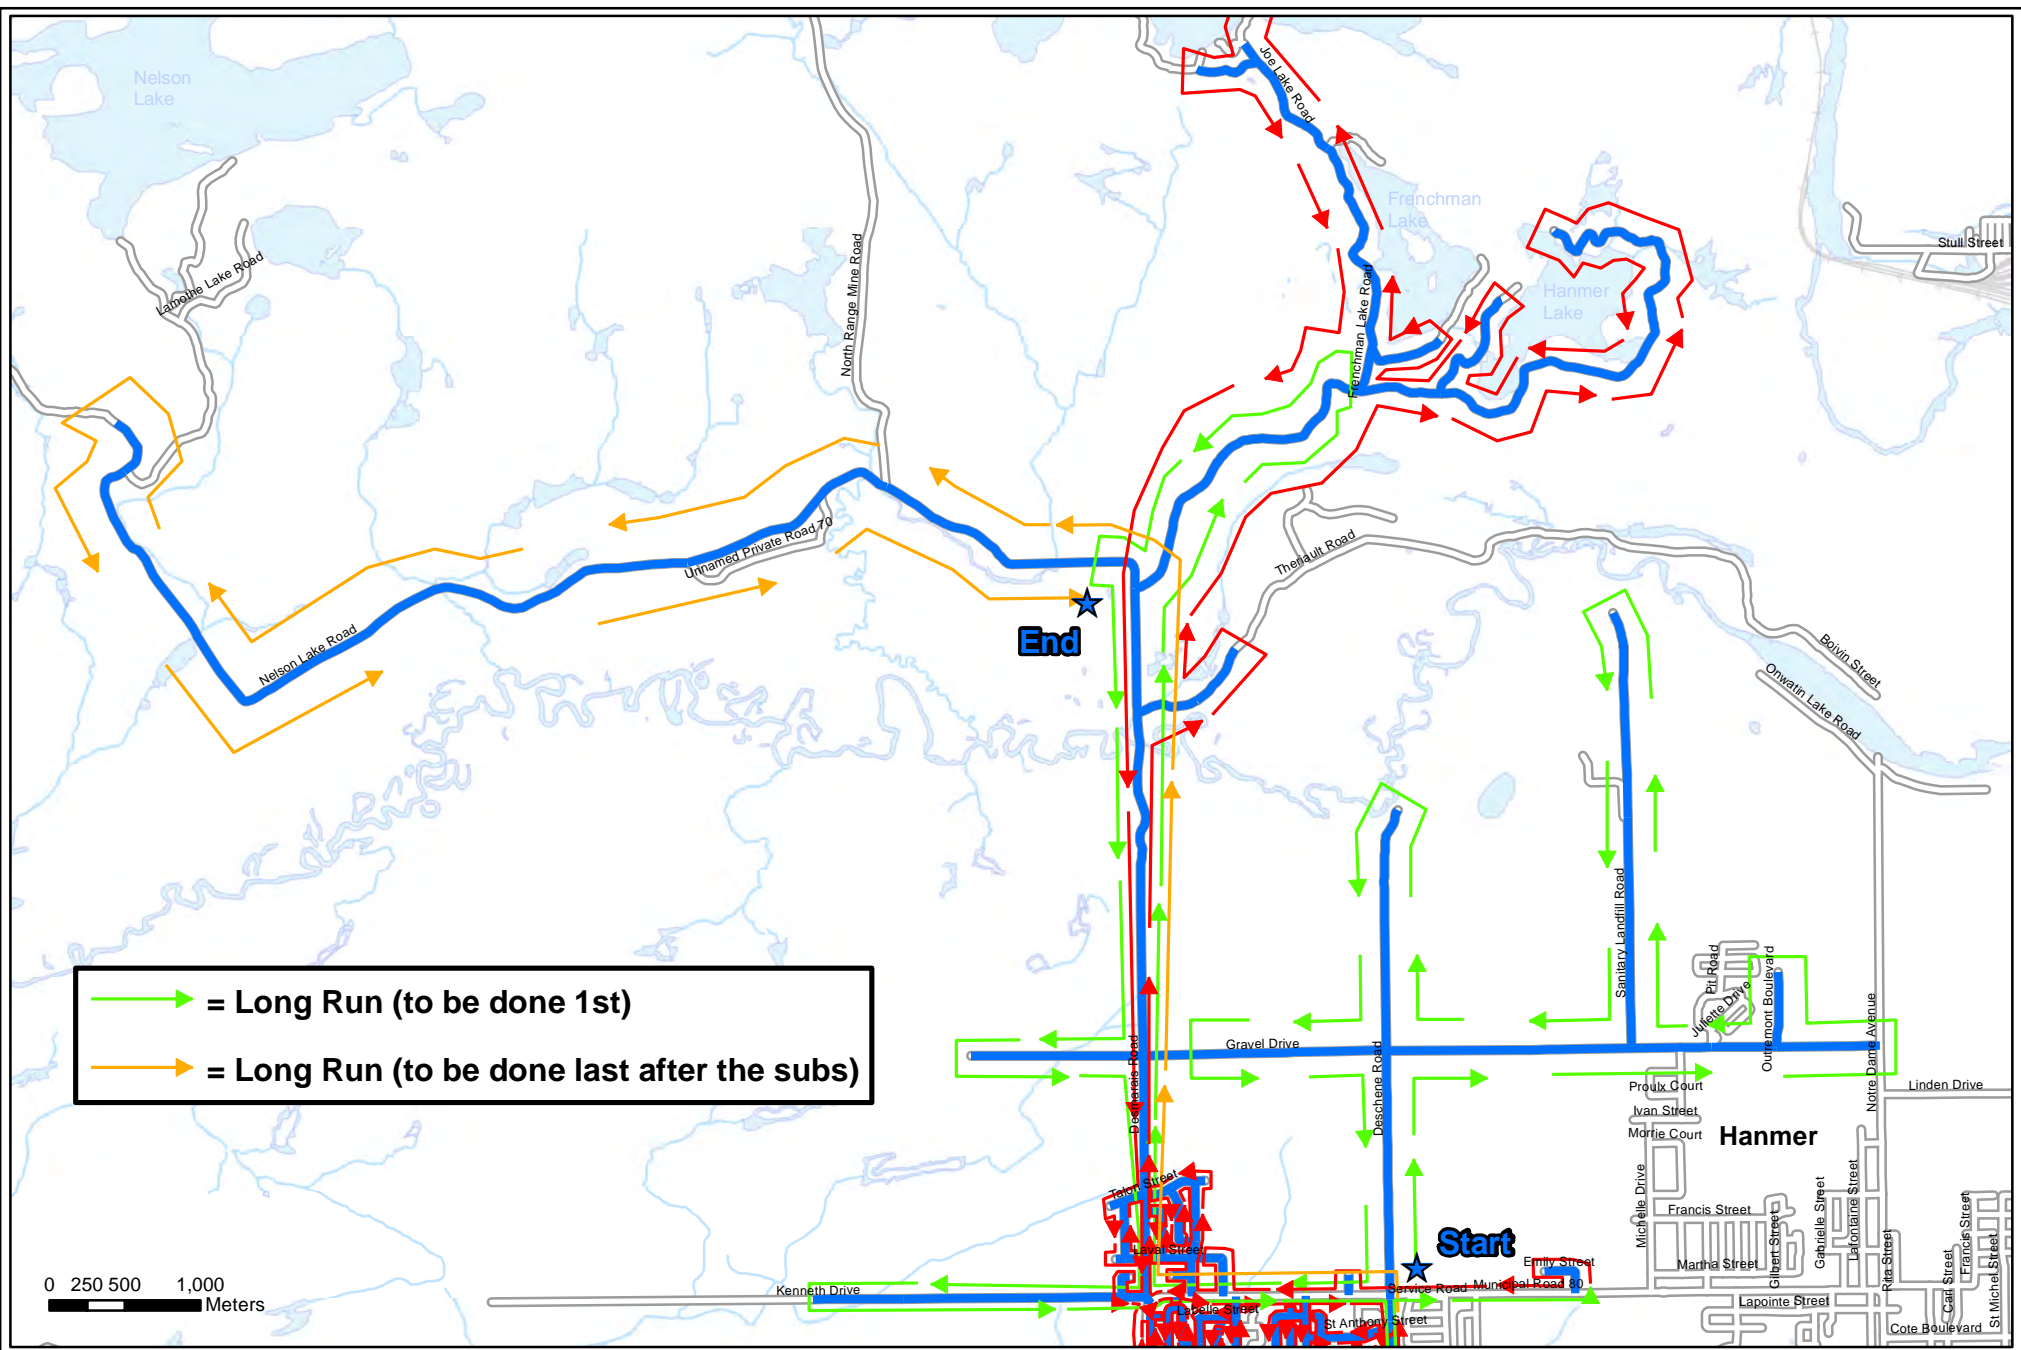 Nelson
Lake
Joe Lake Road
Frenchman
Lake
Stull Street
Lamothe Lake Road
North Range Mine Road
Hanmer
Lake
Frenchman Lake Road
Unnamed Private Road 70
Theriault Road
End
Nelson Lake Road
Boivin Street
Onwatin Lake Road
Sanitary Landfill Road
Pit Road
Juliette Drive
Outremont Boulevard
Notre Dame Avenue
= Long Run (to be done 1st)
= Long Run (to be done last after the subs)
Desmarais Road
Gravel Drive
Deschene Road
Proulx Court
Linden Drive
Ivan Street
Morrie Court
Hanmer
Talon Street
Michelle Drive
Francis Street
Gilbert Street
Gabrielle Street
Lafontaine Street
Rita Street
Francis Street
Carl Street
St Michel Street
Laval Street
Start
Emily Street
Martha Street
0 250 500 1,000
Meters
Kenneth Drive
Service Road
Municipal Road 80
Labelle Street
St Anthony Street
Lapointe Street
Cote Boulevard